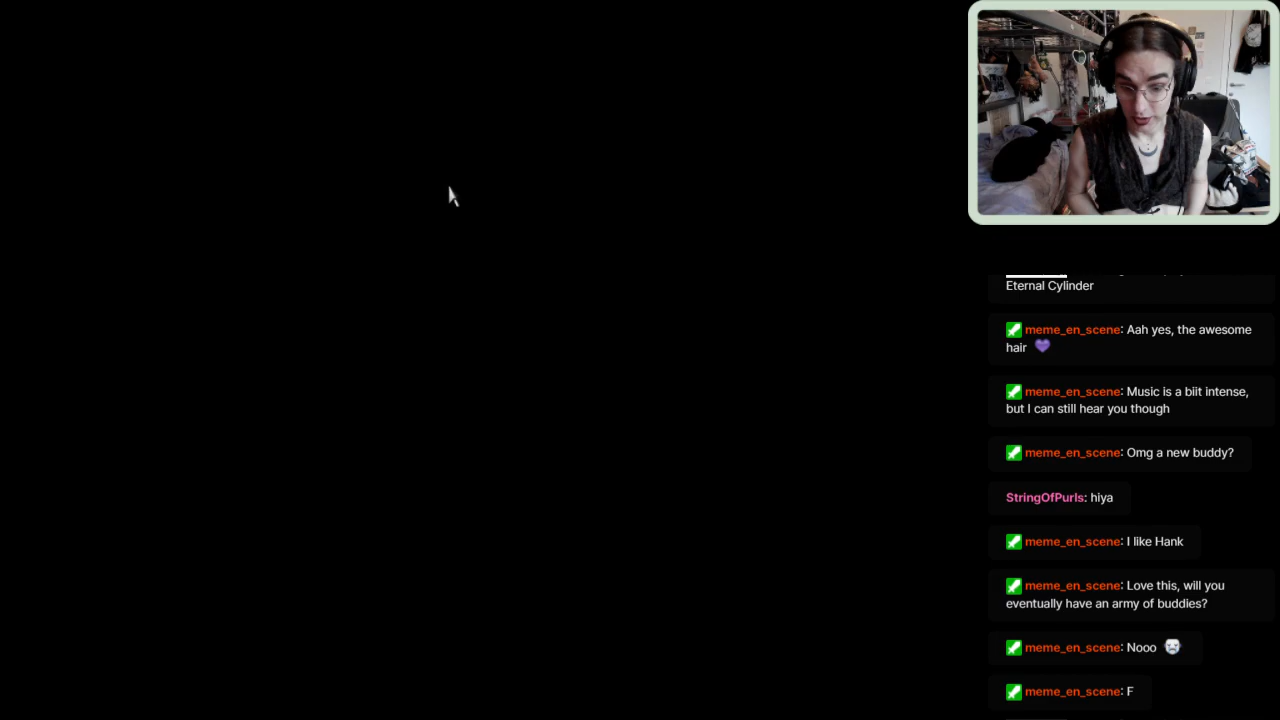 Eternal Cylinder
meme_en_scene: Aah yes, the awesome
hair 💜
meme_en_scene: Music is a biit intense,
but I can still hear you though
meme_en_scene: Omg a new buddy?
StringOfPurls: hiya
meme_en_scene: I like Hank
meme_en_scene: Love this, will you
eventually have an army of buddies?
meme_en_scene: Nooo
meme_en_scene: F